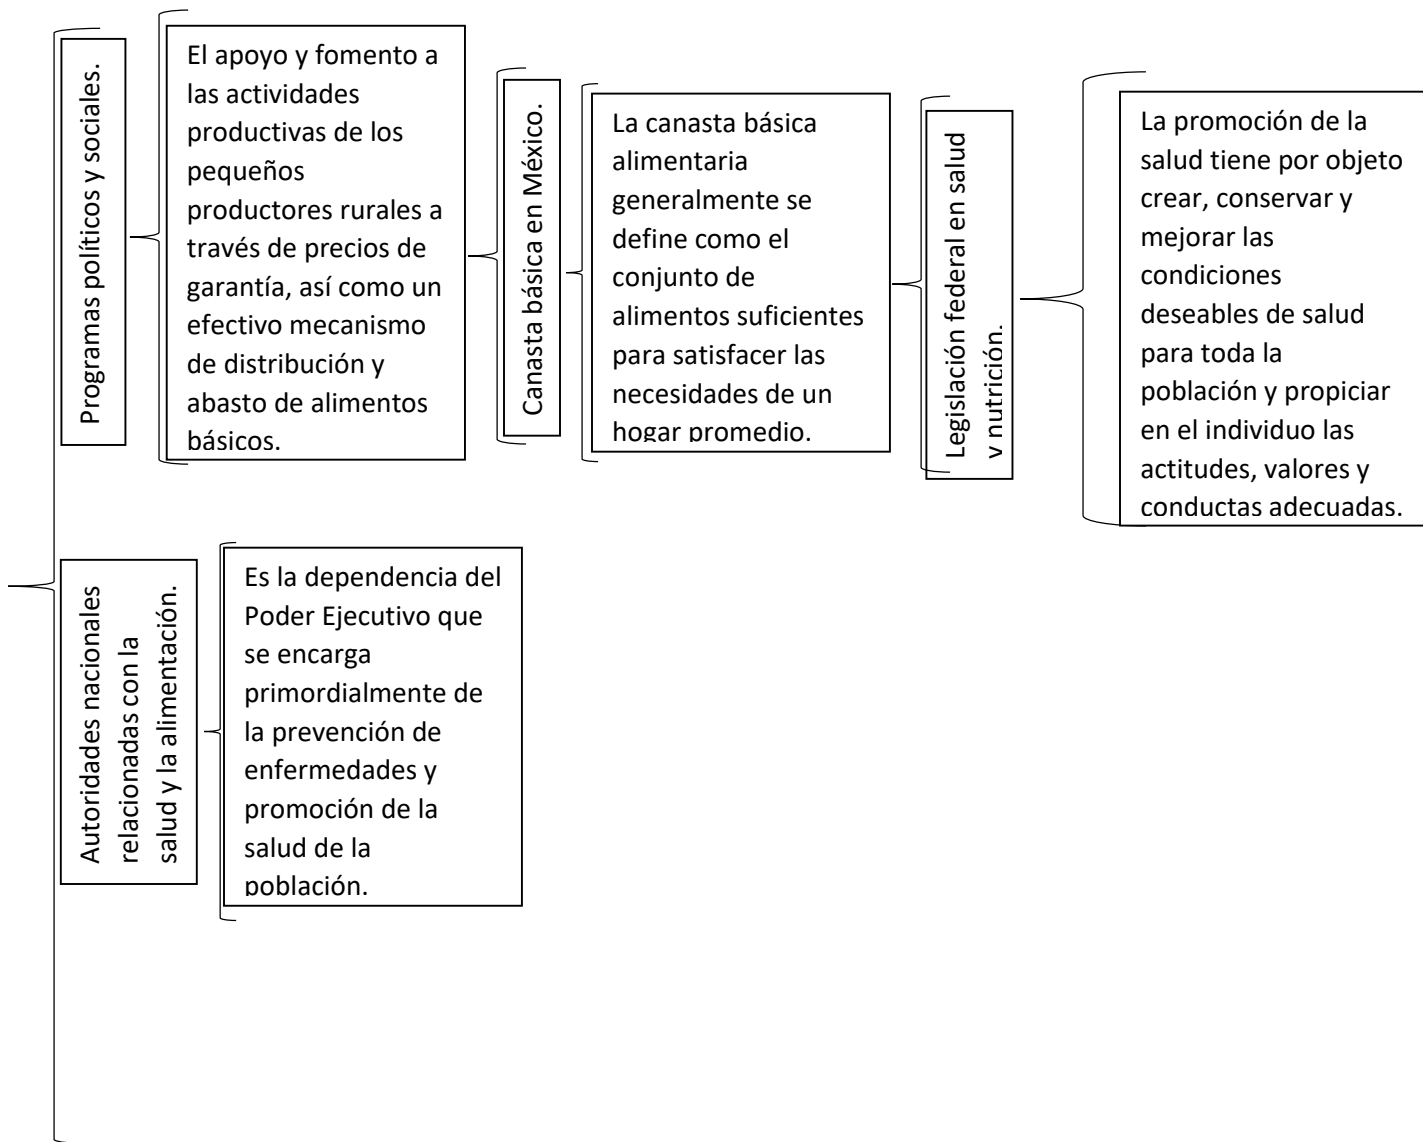 Programas políticos y sociales.
El apoyo y fomento a
las actividades
productivas de los
pequeños
productores rurales a
través de precios de
garantía, así como un
efectivo mecanismo
de distribución y
abasto de alimentos
básicos.
Canasta básica en México.
La canasta básica
alimentaria
generalmente se
define como el
conjunto de
alimentos suficientes
para satisfacer las
necesidades de un
hogar promedio.
Legislación federal en salud
y nutrición.
La promoción de la
salud tiene por objeto
crear, conservar y
mejorar las
condiciones
deseables de salud
para toda la
población y propiciar
en el individuo las
actitudes, valores y
conductas adecuadas.
Autoridades nacionales
relacionadas con la
salud y la alimentación.
Es la dependencia del
Poder Ejecutivo que
se encarga
primordialmente de
la prevención de
enfermedades y
promoción de la
salud de la
población.